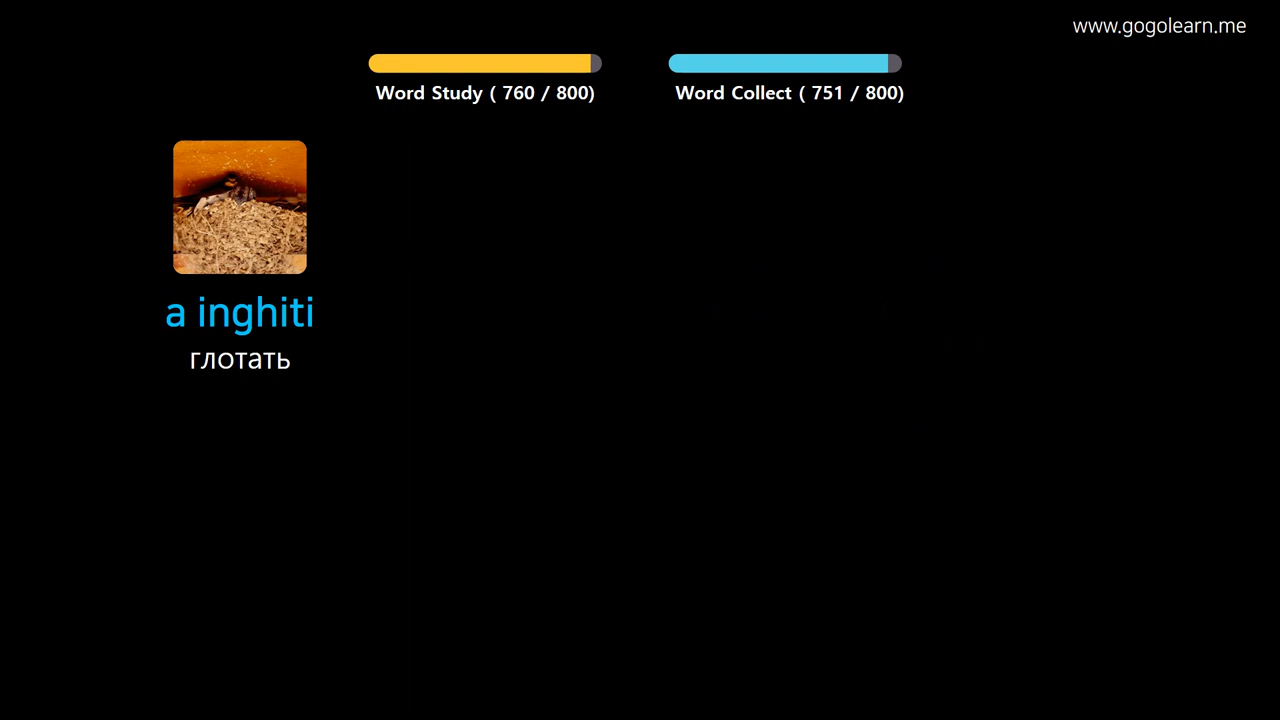 www.gogolearn.me
Word Study ( 760 / 800)
Word Collect ( 751 / 800)
a inghiti
глотать